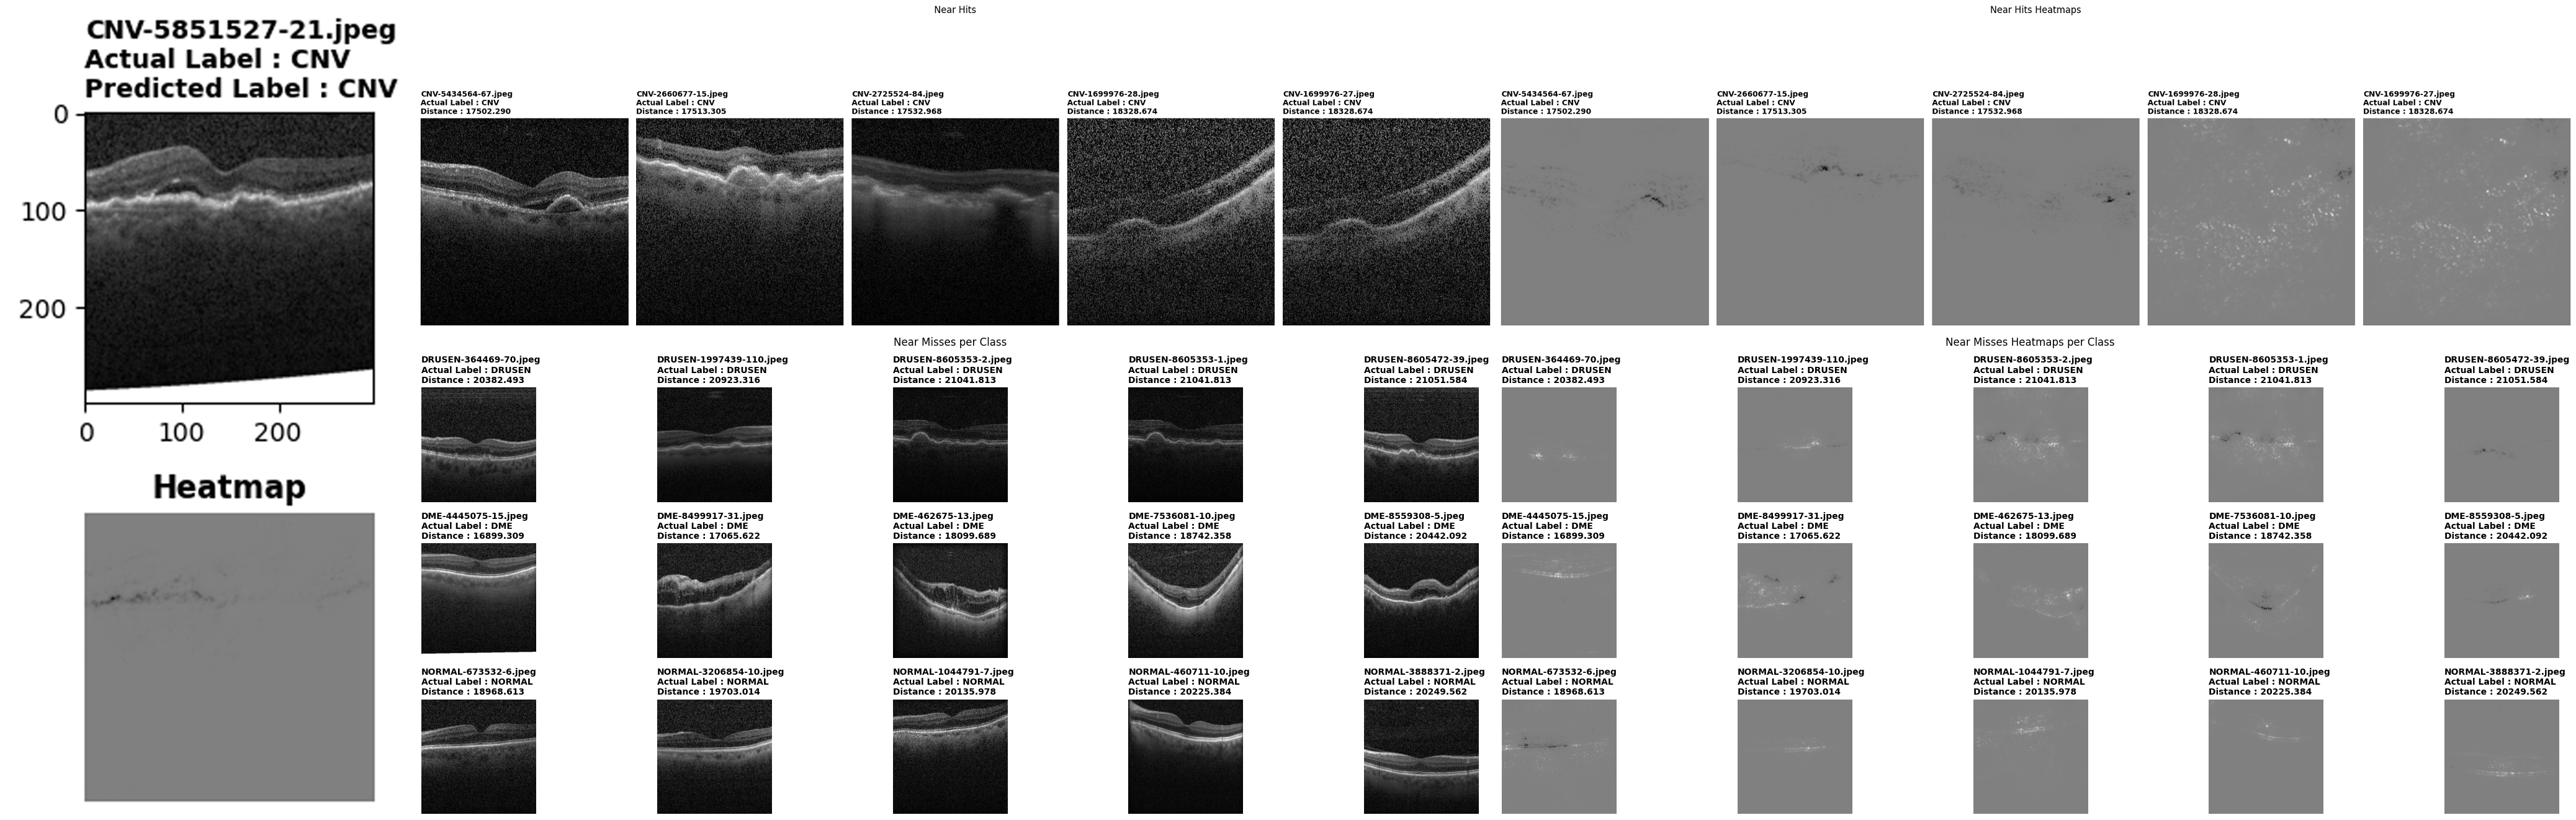 CNV-5851527-21.jpeg
Actual Label : CNV
Predicted Label : CNV
0
100
200
0
100
200
Heatmap
Near Hits
CNV-5434564-67.jpeg
Actual Label : CNV
Distance : 17502.290
CNV-2660677-15.jpeg
Actual Label : CNV
Distance : 17513.305
CNV-2725524-84.jpeg
Actual Label : CNV
Distance : 17532.968
CNV-1699976-28.jpeg
Actual Label : CNV
Distance : 18328.674
CNV-1699976-27.jpeg
Actual Label : CNV
Distance : 18328.674
Near Hits Heatmaps
CNV-5434564-67.jpeg
Actual Label : CNV
Distance : 17502.290
CNV-2660677-15.jpeg
Actual Label : CNV
Distance : 17513.305
CNV-2725524-84.jpeg
Actual Label : CNV
Distance : 17532.968
CNV-1699976-28.jpeg
Actual Label : CNV
Distance : 18328.674
CNV-1699976-27.jpeg
Actual Label : CNV
Distance : 18328.674
Near Misses per Class
DRUSEN-364469-70.jpeg
Actual Label : DRUSEN
Distance : 20382.493
DRUSEN-1997439-110.jpeg
Actual Label : DRUSEN
Distance : 20923.316
DRUSEN-8605353-2.jpeg
Actual Label : DRUSEN
Distance : 21041.813
DRUSEN-8605353-1.jpeg
Actual Label : DRUSEN
Distance : 21041.813
DRUSEN-8605472-39.jpeg
Actual Label : DRUSEN
Distance : 21051.584
DME-4445075-15.jpeg
Actual Label : DME
Distance : 16899.309
DME-8499917-31.jpeg
Actual Label : DME
Distance : 17065.622
DME-462675-13.jpeg
Actual Label : DME
Distance : 18099.689
DME-7536081-10.jpeg
Actual Label : DME
Distance : 18742.358
DME-8559308-5.jpeg
Actual Label : DME
Distance : 20442.092
NORMAL-673532-6.jpeg
Actual Label : NORMAL
Distance : 18968.613
NORMAL-3206854-10.jpeg
Actual Label : NORMAL
Distance : 19703.014
NORMAL-1044791-7.jpeg
Actual Label : NORMAL
Distance : 20135.978
NORMAL-460711-10.jpeg
Actual Label : NORMAL
Distance : 20225.384
NORMAL-3888371-2.jpeg
Actual Label : NORMAL
Distance : 20249.562
Near Misses Heatmaps per Class
DRUSEN-364469-70.jpeg
Actual Label : DRUSEN
Distance : 20382.493
DRUSEN-1997439-110.jpeg
Actual Label : DRUSEN
Distance : 20923.316
DRUSEN-8605353-2.jpeg
Actual Label : DRUSEN
Distance : 21041.813
DRUSEN-8605353-1.jpeg
Actual Label : DRUSEN
Distance : 21041.813
DRUSEN-8605472-39.jpeg
Actual Label : DRUSEN
Distance : 21051.584
DME-4445075-15.jpeg
Actual Label : DME
Distance : 16899.309
DME-8499917-31.jpeg
Actual Label : DME
Distance : 17065.622
DME-462675-13.jpeg
Actual Label : DME
Distance : 18099.689
DME-7536081-10.jpeg
Actual Label : DME
Distance : 18742.358
DME-8559308-5.jpeg
Actual Label : DME
Distance : 20442.092
NORMAL-673532-6.jpeg
Actual Label : NORMAL
Distance : 18968.613
NORMAL-3206854-10.jpeg
Actual Label : NORMAL
Distance : 19703.014
NORMAL-1044791-7.jpeg
Actual Label : NORMAL
Distance : 20135.978
NORMAL-460711-10.jpeg
Actual Label : NORMAL
Distance : 20225.384
NORMAL-3888371-2.jpeg
Actual Label : NORMAL
Distance : 20249.562